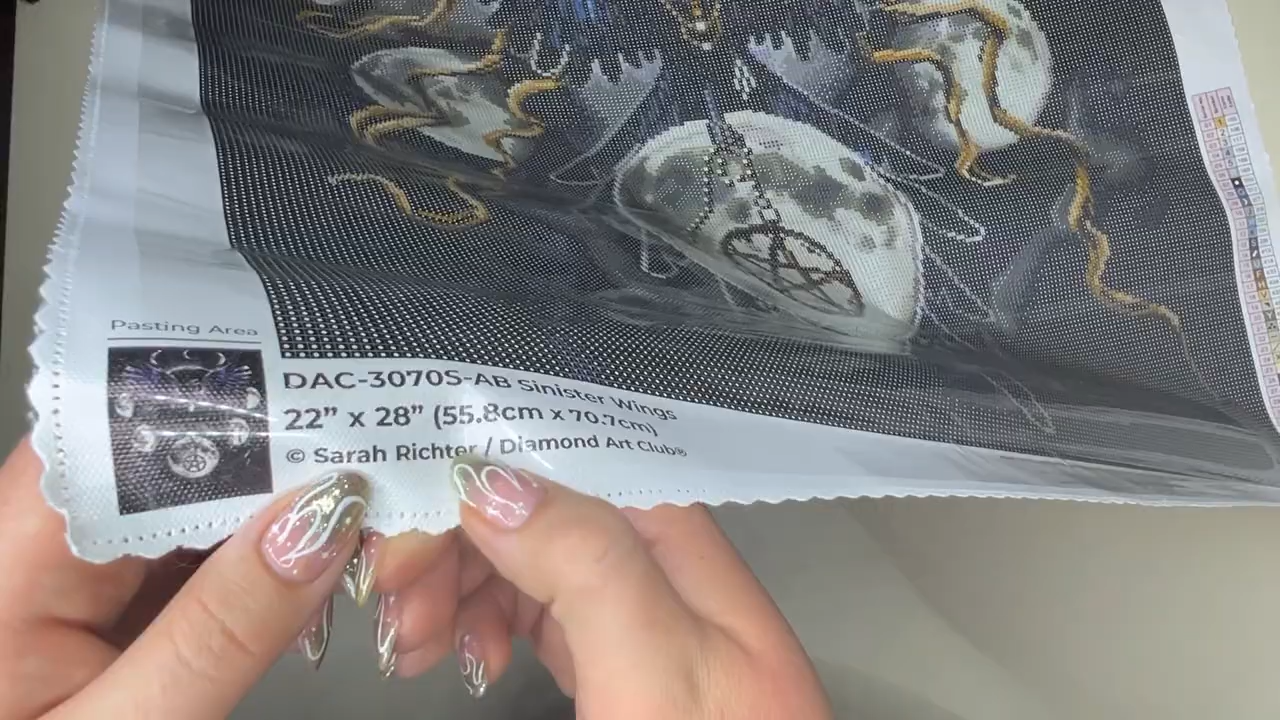 Pasting Area
DAC-3070S-AB Sinister Wings
22” x 28” (55.8cm x 70.7cm)
© Sarah Richter / Diamond Art Club®